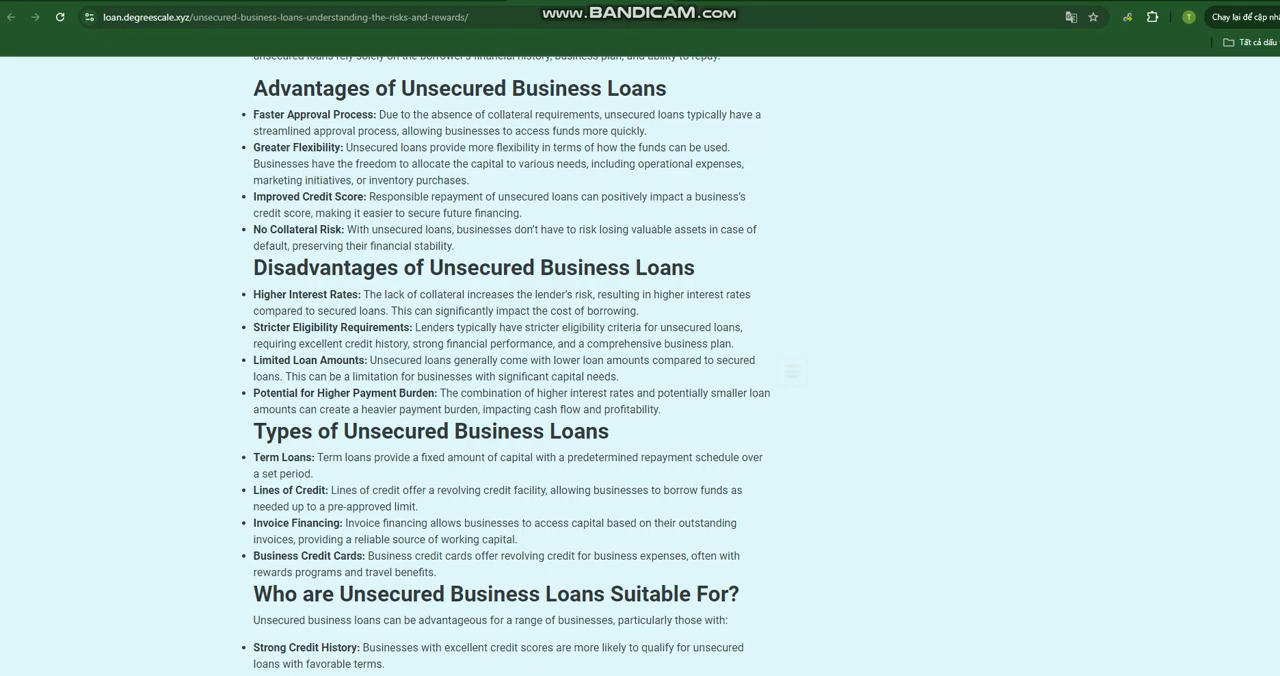 loan.degreescale.xyz/unsecured-business-loans-understanding-the-risks-and-rewards/
www.BANDICAM.com
T
Chạy lại để cập nhậ
Tất cả dấu
unsecured loans rely solely on the borrower's financial history, business plan, and ability to repay.
Advantages of Unsecured Business Loans
• Faster Approval Process: Due to the absence of collateral requirements, unsecured loans typically have a
streamlined approval process, allowing businesses to access funds more quickly.
• Greater Flexibility: Unsecured loans provide more flexibility in terms of how the funds can be used.
Businesses have the freedom to allocate the capital to various needs, including operational expenses,
marketing initiatives, or inventory purchases.
• Improved Credit Score: Responsible repayment of unsecured loans can positively impact a business's
credit score, making it easier to secure future financing.
• No Collateral Risk: With unsecured loans, businesses don't have to risk losing valuable assets in case of
default, preserving their financial stability.
Disadvantages of Unsecured Business Loans
• Higher Interest Rates: The lack of collateral increases the lender's risk, resulting in higher interest rates
compared to secured loans. This can significantly impact the cost of borrowing.
• Stricter Eligibility Requirements: Lenders typically have stricter eligibility criteria for unsecured loans,
requiring excellent credit history, strong financial performance, and a comprehensive business plan.
• Limited Loan Amounts: Unsecured loans generally come with lower loan amounts compared to secured
loans. This can be a limitation for businesses with significant capital needs.
• Potential for Higher Payment Burden: The combination of higher interest rates and potentially smaller loan
amounts can create a heavier payment burden, impacting cash flow and profitability.
Types of Unsecured Business Loans
• Term Loans: Term loans provide a fixed amount of capital with a predetermined repayment schedule over
a set period.
• Lines of Credit: Lines of credit offer a revolving credit facility, allowing businesses to borrow funds as
needed up to a pre-approved limit.
• Invoice Financing: Invoice financing allows businesses to access capital based on their outstanding
invoices, providing a reliable source of working capital.
• Business Credit Cards: Business credit cards offer revolving credit for business expenses, often with
rewards programs and travel benefits.
Who are Unsecured Business Loans Suitable For?
Unsecured business loans can be advantageous for a range of businesses, particularly those with:
• Strong Credit History: Businesses with excellent credit scores are more likely to qualify for unsecured
loans with favorable terms.